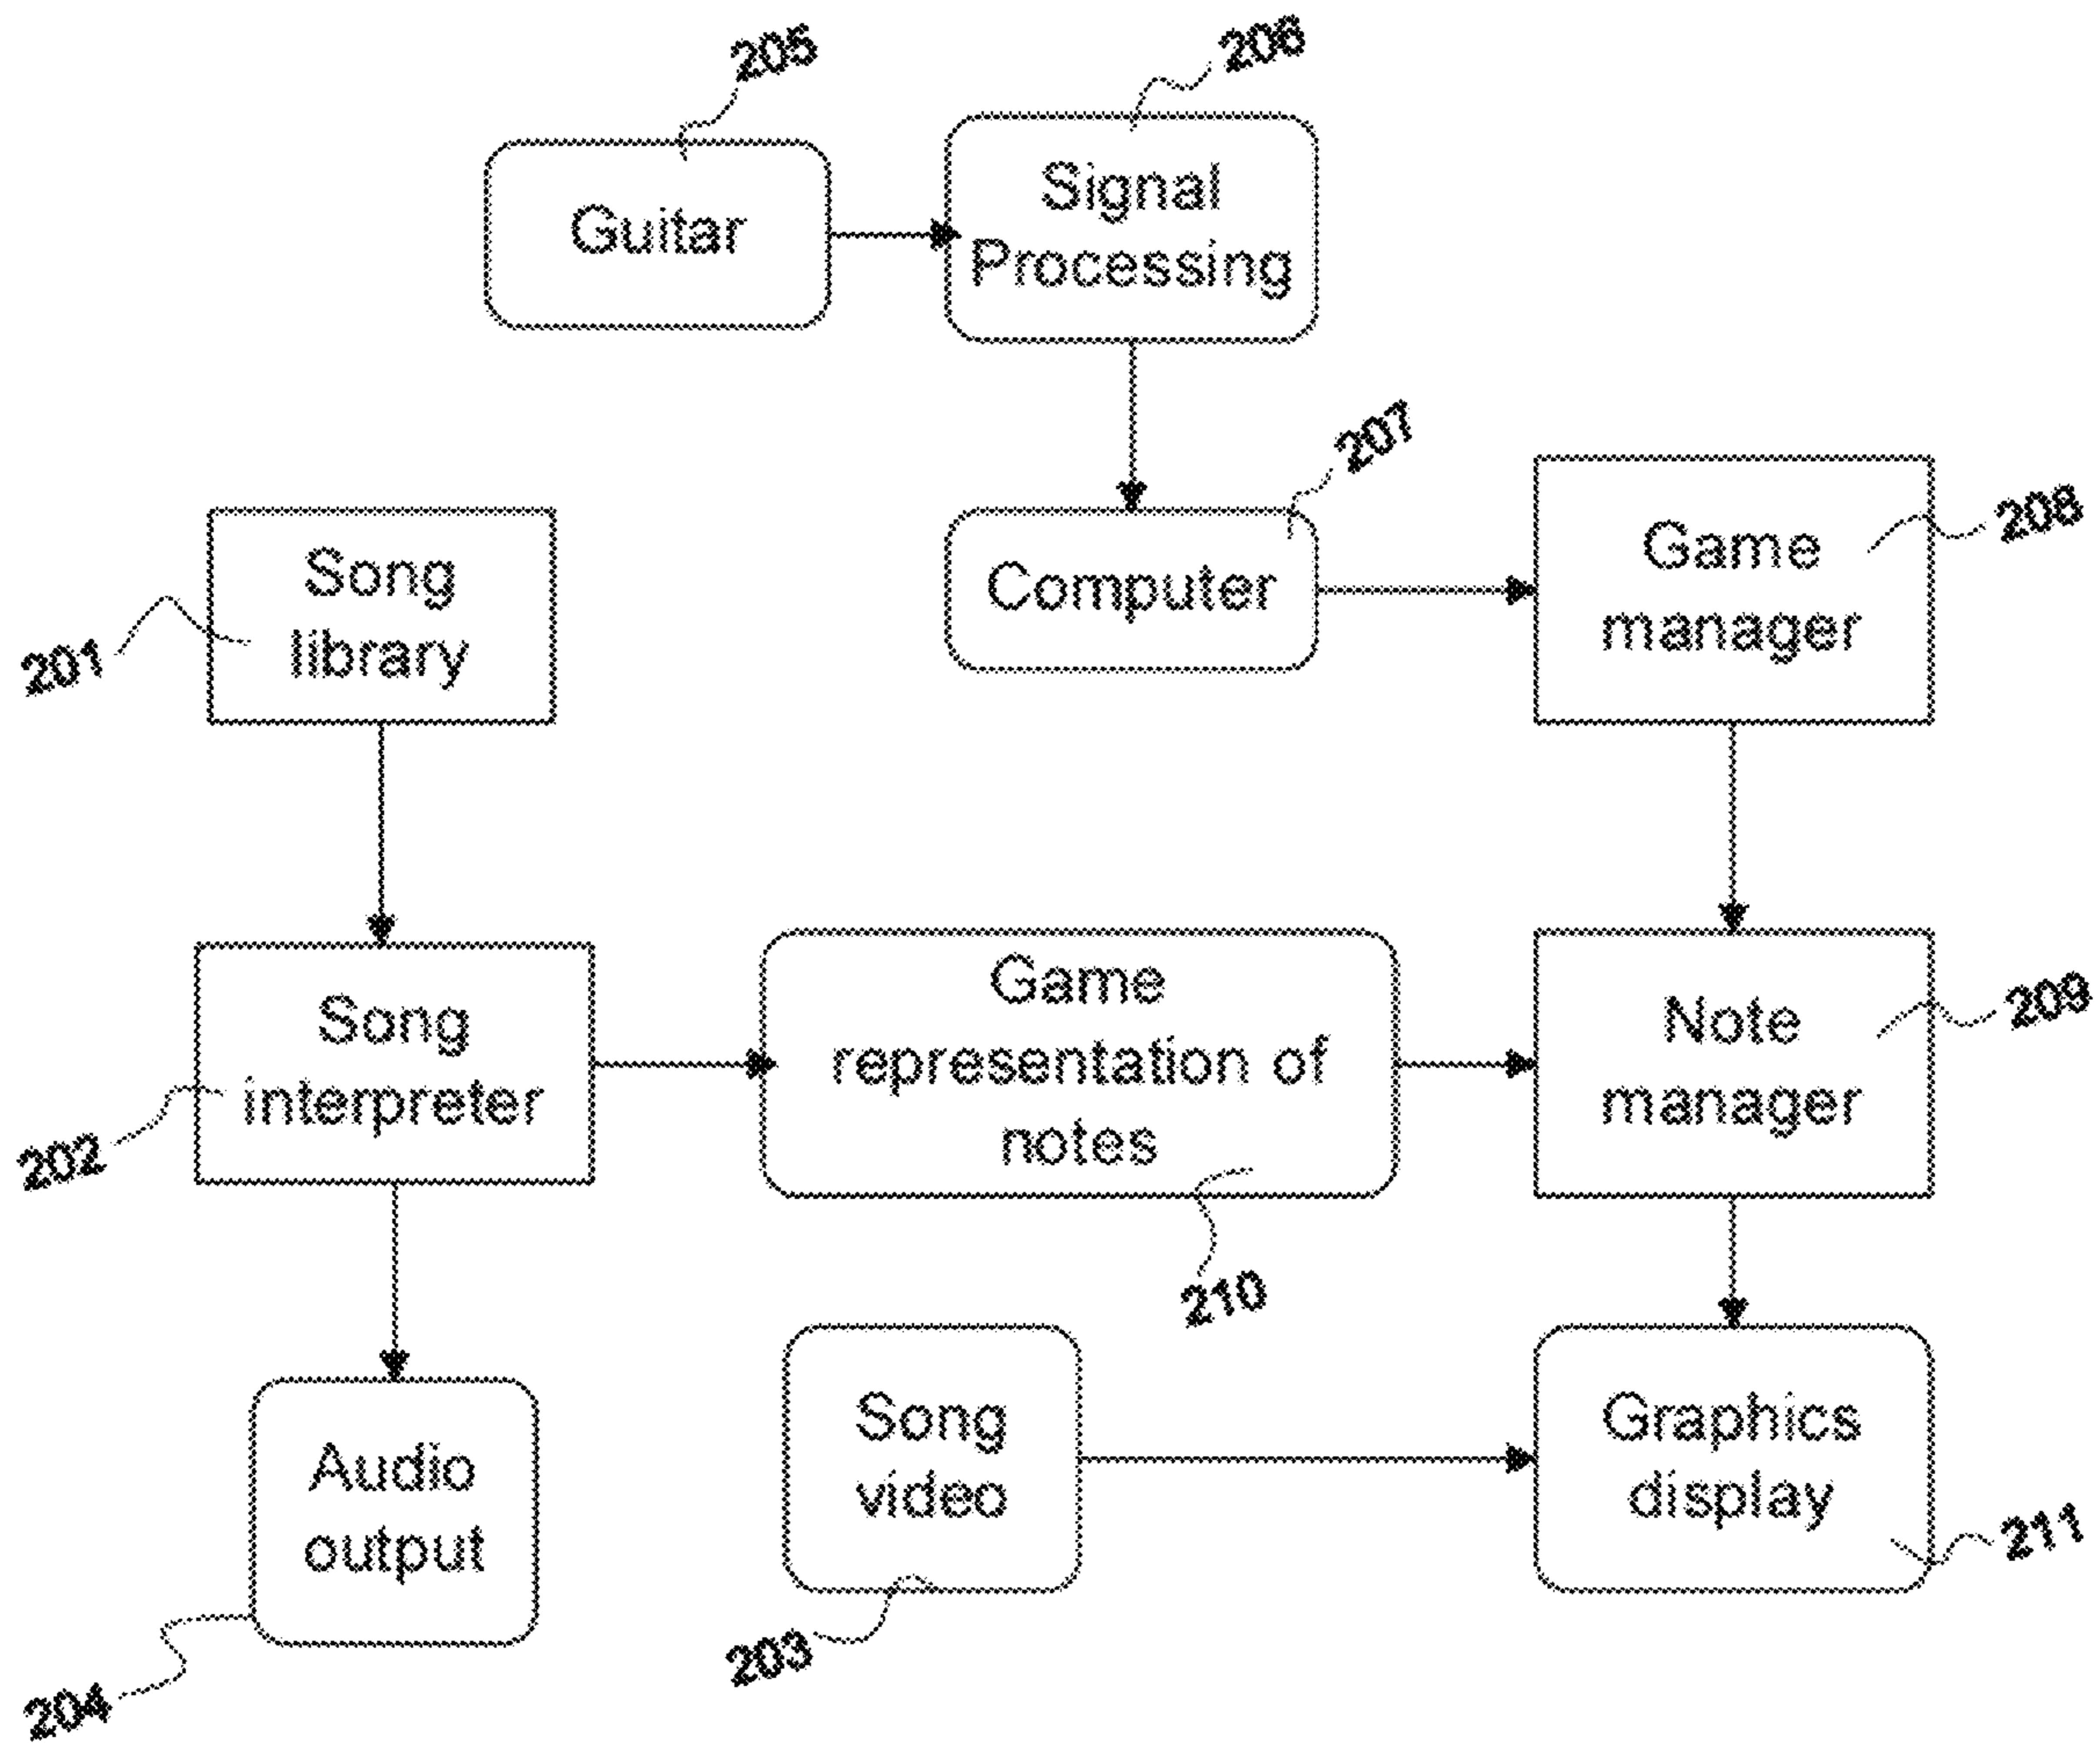 205
206
Guitar
Signal
Processing
207
Computer
208
Game
manager
201
Song
library
202
Song
interpreter
Game
representation of
notes
210
209
Note
manager
204
Audio
output
Song
video
203
Graphics
display
211